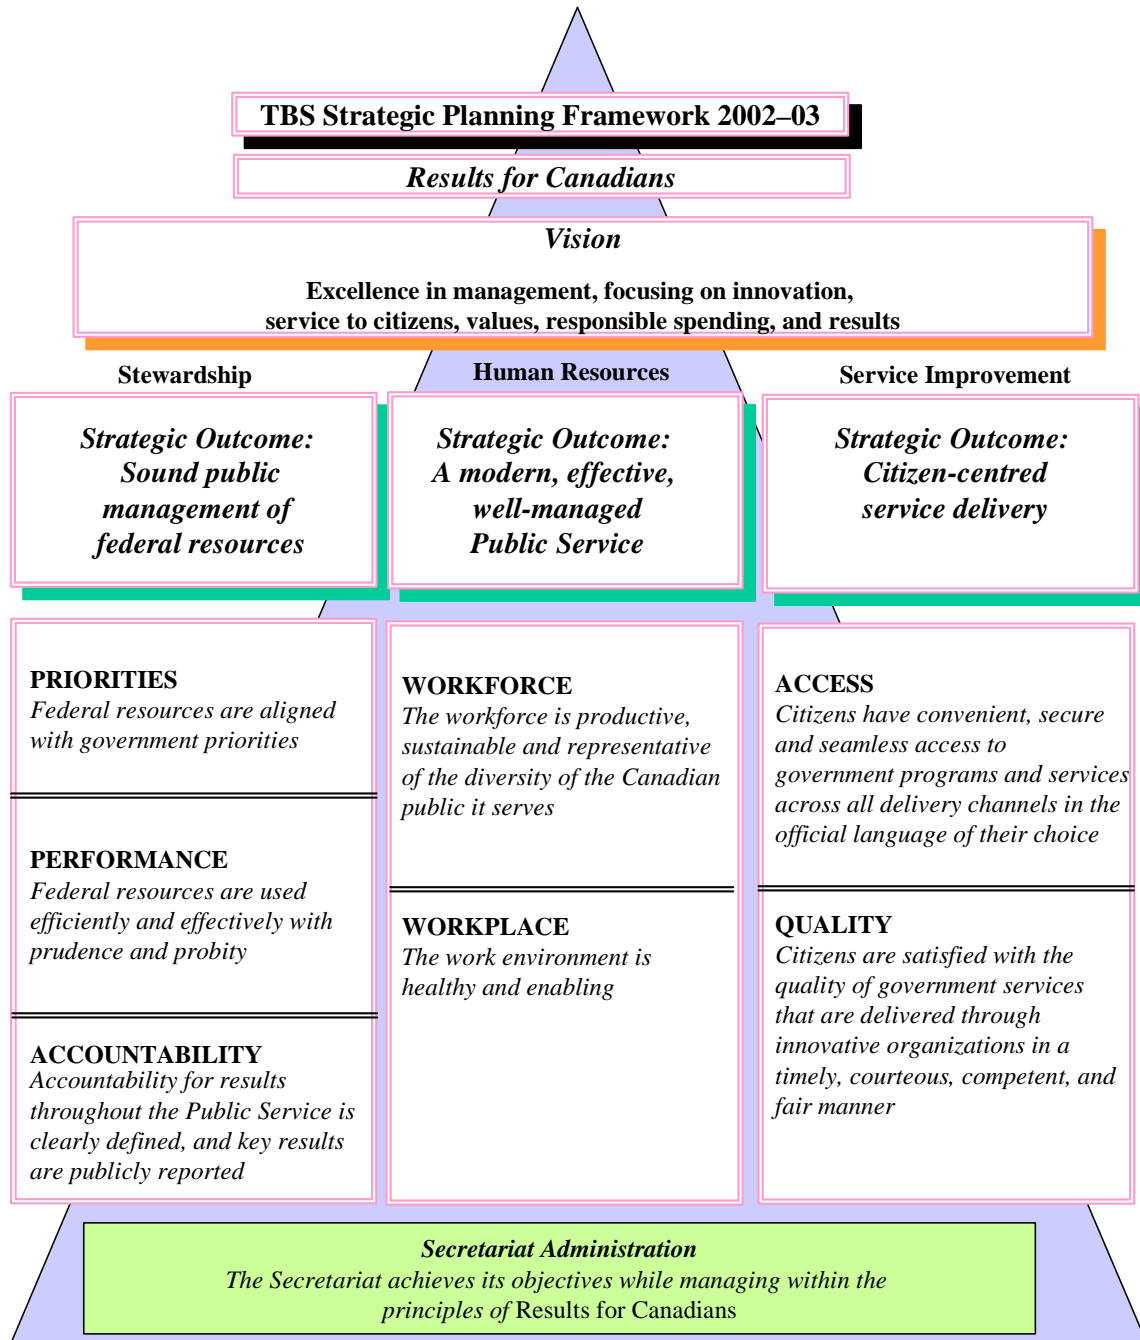 TBS Strategic Planning Framework 2002–03
Results for Canadians
Vision
Excellence in management, focusing on innovation,
service to citizens, values, responsible spending, and results
Stewardship
Strategic Outcome:
Sound public
management of
federal resources
PRIORITIES
Federal resources are aligned
with government priorities
PERFORMANCE
Federal resources are used
efficiently and effectively with
prudence and probity
ACCOUNTABILITY
Accountability for results
throughout the Public Service is
clearly defined, and key results
are publicly reported
Human Resources
Strategic Outcome:
A modern, effective,
well-managed
Public Service
WORKFORCE
The workforce is productive,
sustainable and representative
of the diversity of the Canadian
public it serves
WORKPLACE
The work environment is
healthy and enabling
Service Improvement
Strategic Outcome:
Citizen-centred
service delivery
ACCESS
Citizens have convenient, secure
and seamless access to
government programs and services
across all delivery channels in the
official language of their choice
QUALITY
Citizens are satisfied with the
quality of government services
that are delivered through
innovative organizations in a
timely, courteous, competent, and
fair manner
Secretariat Administration
The Secretariat achieves its objectives while managing within the
principles of Results for Canadians